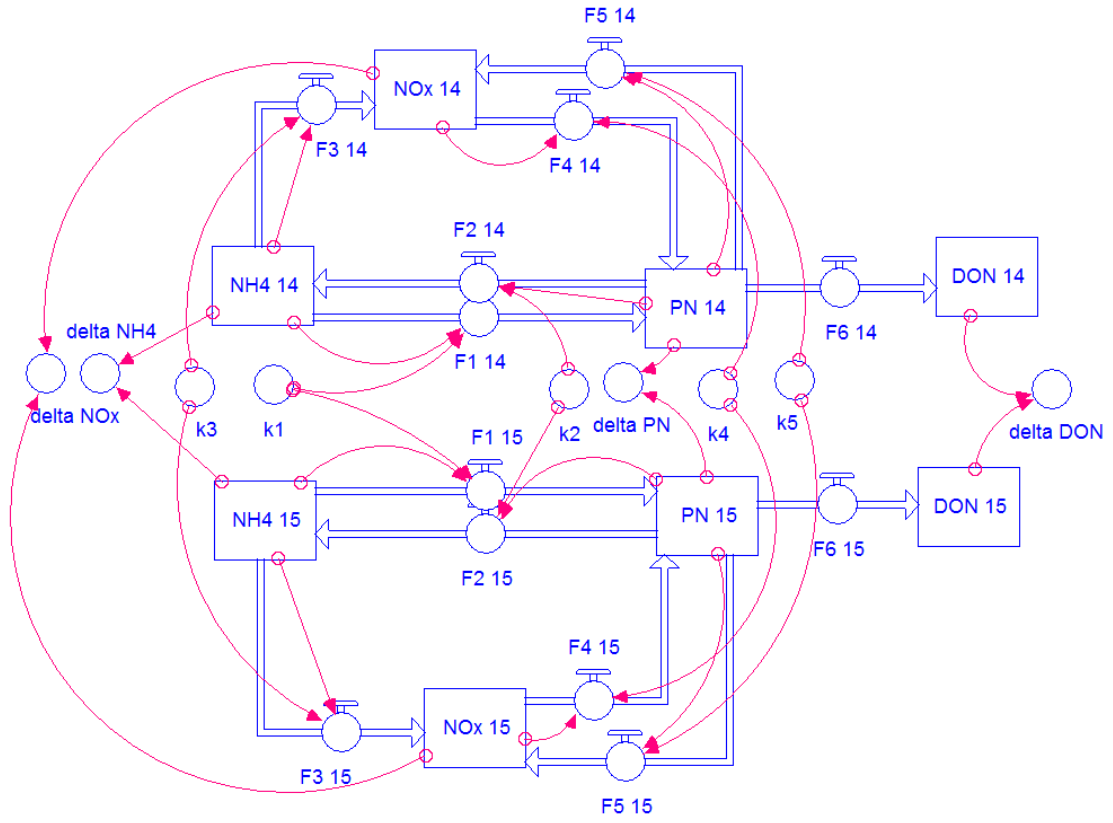 F5 14
NOx 14
F3 14
F4 14
F2 14
NH4 14
PN 14
DON 14
F6 14
delta NH4
F1 14
delta NOx
k3
k1
k2
delta PN
k4
k5
delta DON
F1 15
NH4 15
PN 15
DON 15
F6 15
F2 15
F4 15
NOx 15
F3 15
F5 15